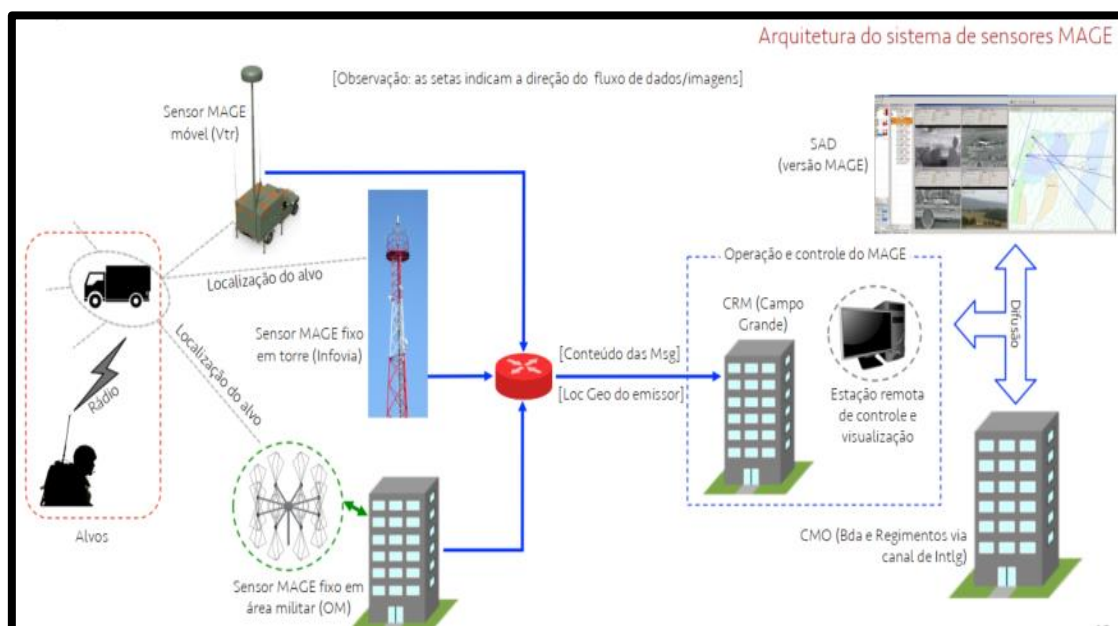 Arquitetura do sistema de sensores MAGE
[Observação: as setas indicam a direção do fluxo de dados/imagens]
Sensor MAGE
móvel (Vtr)
SAD
(versão MAGE)
Localização do alvo
Operação e controle do MAGE
CRM (Campo
Grande)
Difusão
Sensor MAGE fixo
em torre (Infovia)
[Conteúdo das Msg]
[Loc Geo do emissor]
Localização do alvo
Rádio
Estação remota
de controle e
visualização
Alvos
CMO (Bda e Regimentos via
canal de Intlg)
Sensor MAGE fixo em
área militar (OM)